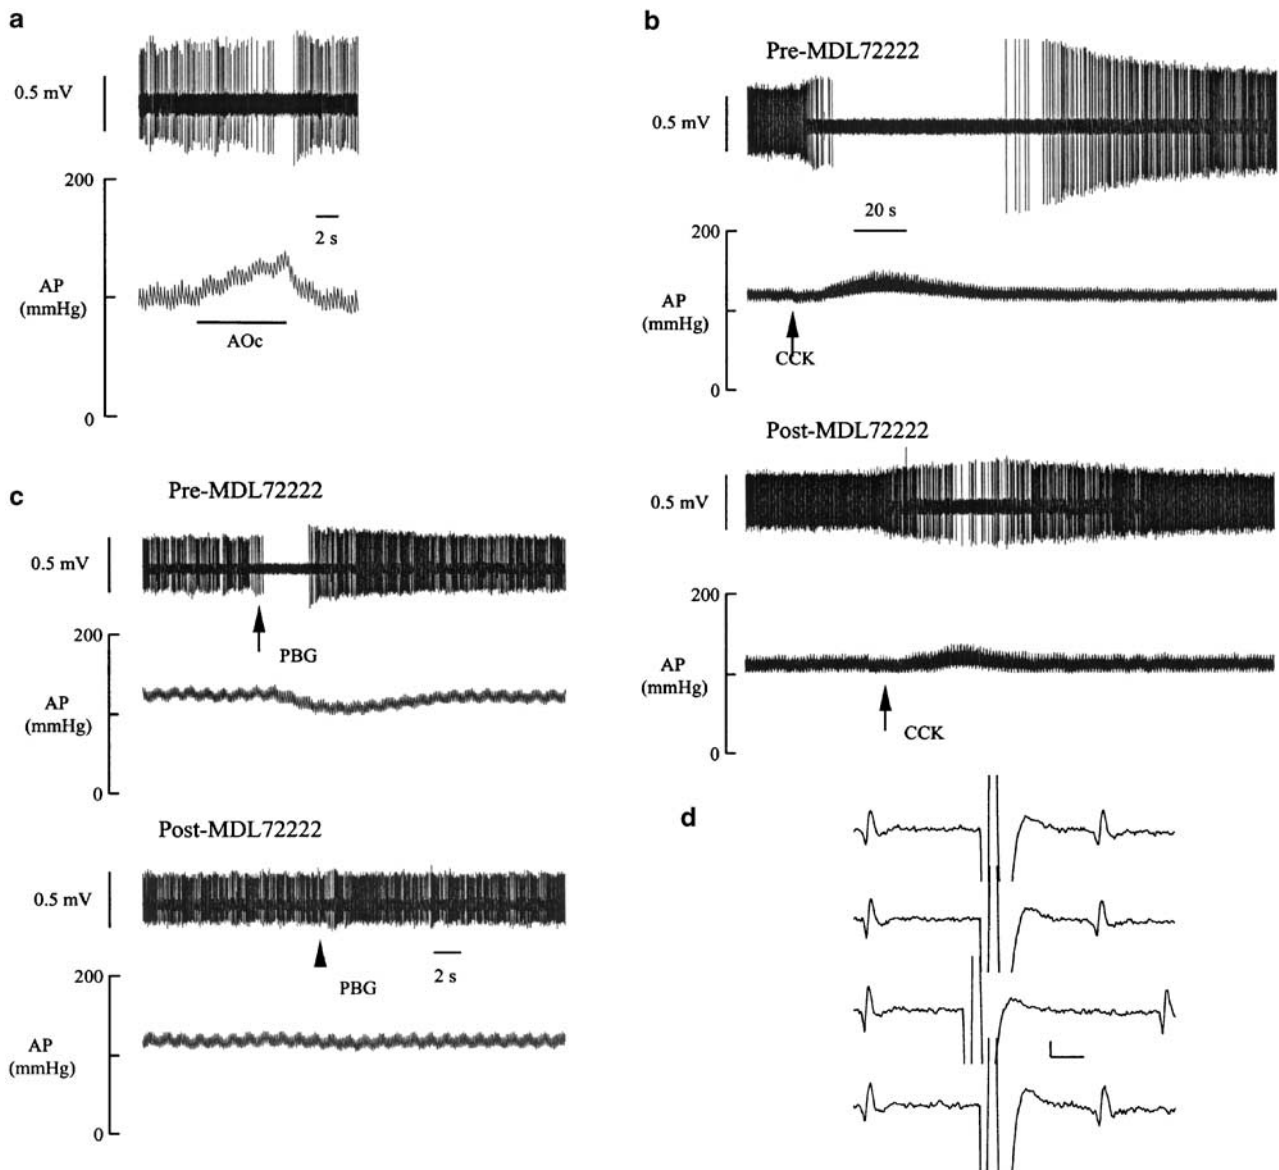 a
0.5 mV
200
2 s
AP
(mmHg)
AOc
0
b
Pre-MDL72222
0.5 mV
20 s
200
AP
(mmHg)
CCK
0
Post-MDL72222
0.5 mV
200
AP
(mmHg)
CCK
0
c
Pre-MDL72222
0.5 mV
PBG
200
AP
(mmHg)
0
Post-MDL72222
0.5 mV
2 s
PBG
200
AP
(mmHg)
0
d